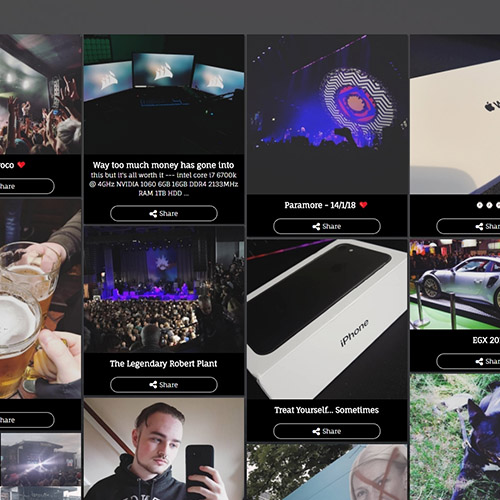 oco ❤
hare
Way too much money has gone into
this but it's all worth it --- intel core i7 6700k
@ 4GHz NVIDIA 1060 6GB 16GB DDR4 2133MHz
RAM 1TB HDD ...
Share
Paramore - 14/1/18 ❤
Share
Sha
The Legendary Robert Plant
Share
iPhone
Treat Yourself... Sometimes
Share
EGX 20
Sha
hare